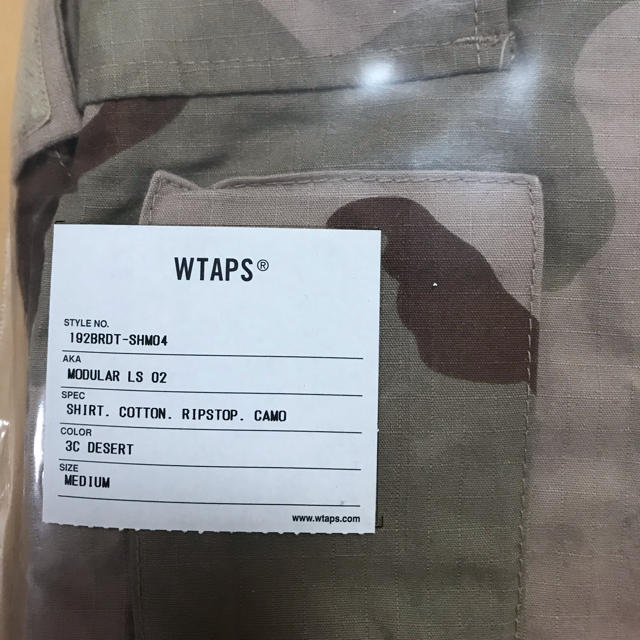 WTAPS®
STYLE NO.
192BRDT-SHM04
AKA
MODULAR LS 02
SPEC
SHIRT. COTTON. RIPSTOP. CAMO
COLOR
3C DESERT
SIZE
MEDIUM
www.wtaps.com